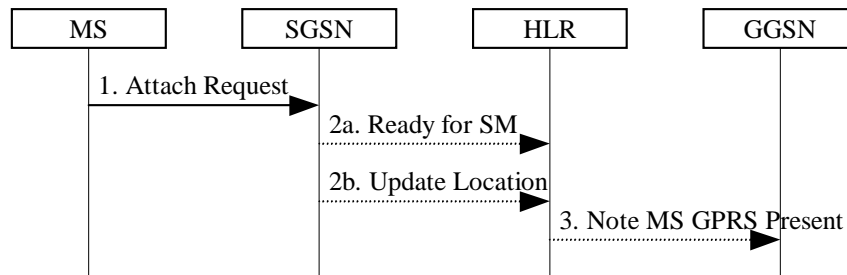 MS
SGSN
HLR
GGSN
1. Attach Request
2a. Ready for SM
2b. Update Location
3. Note MS GPRS Present